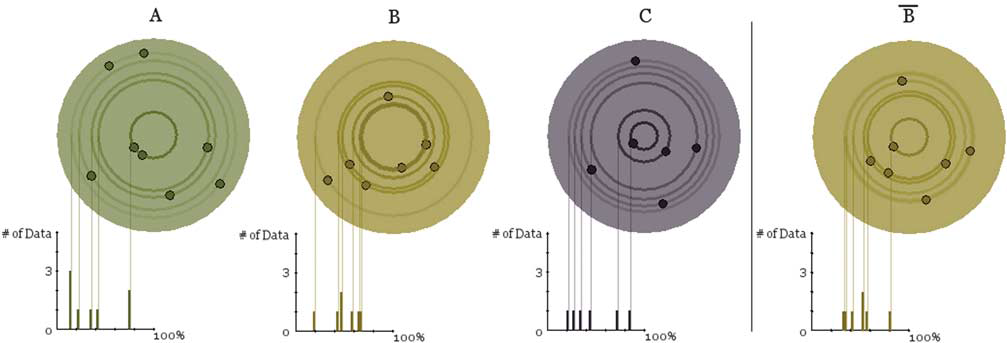 A B C B̅
# of Data # of Data # of Data # of Data
3 3 3 3
0 0 0 0
100% 100% 100% 100%